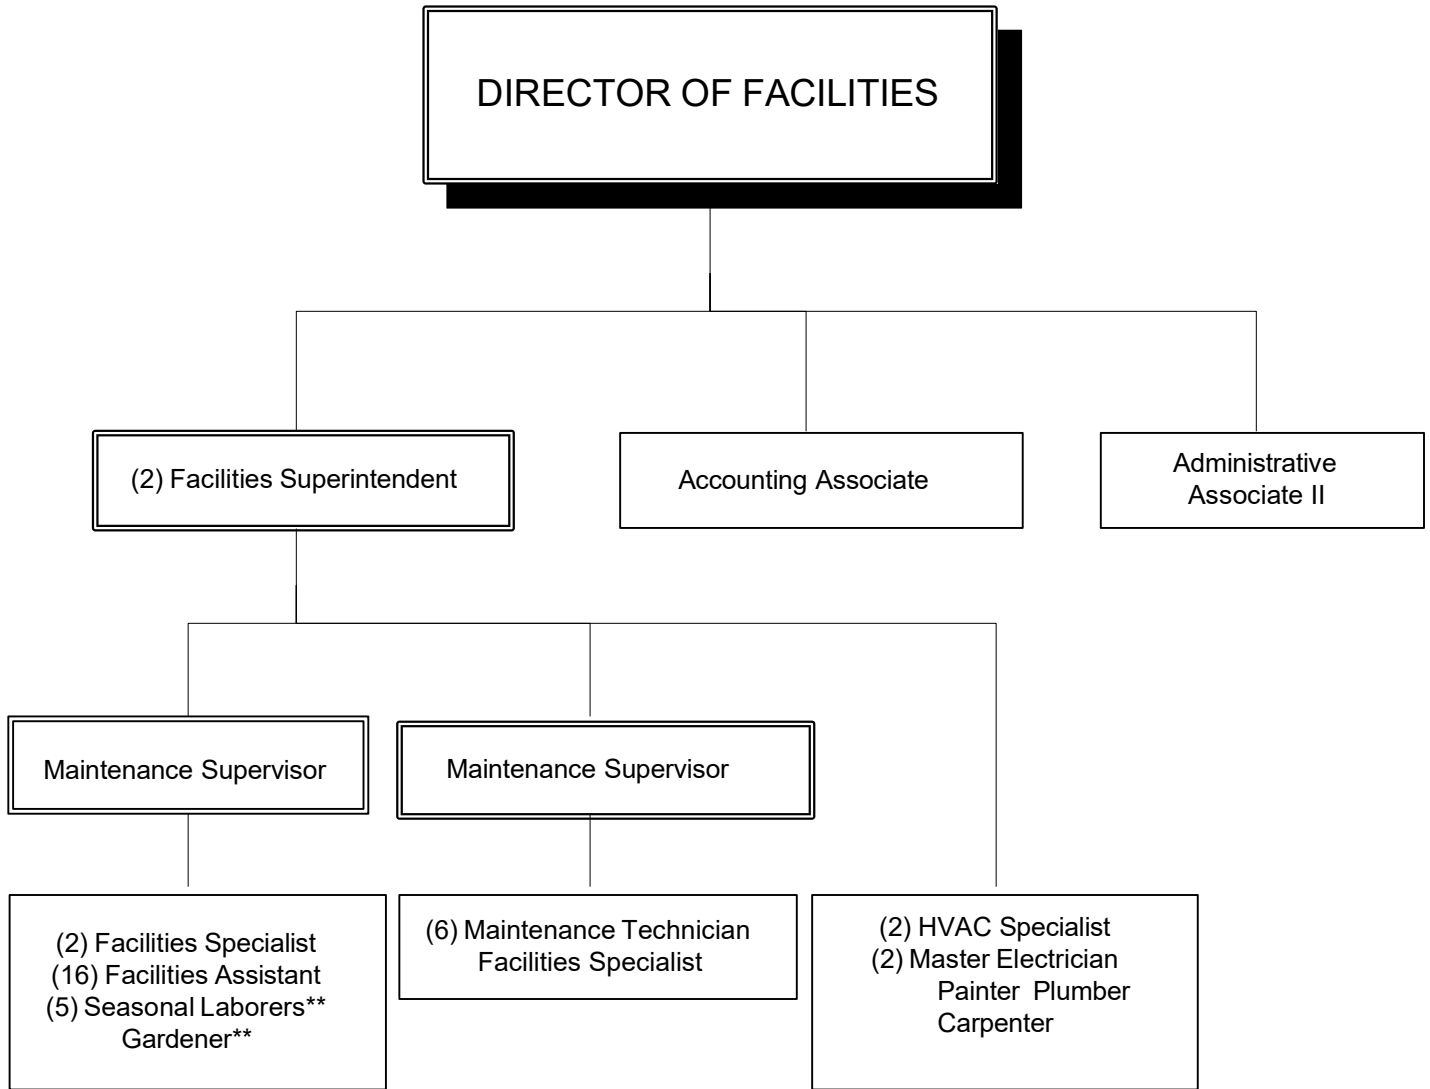 DIRECTOR OF FACILITIES
(2) Facilities Superintendent
Accounting Associate
Administrative
Associate II
Maintenance Supervisor
Maintenance Supervisor
(2) Facilities Specialist
(16) Facilities Assistant
(5) Seasonal Laborers**
Gardener**
(6) Maintenance Technician
Facilities Specialist
(2) HVAC Specialist
(2) Master Electrician
Painter Plumber
Carpenter